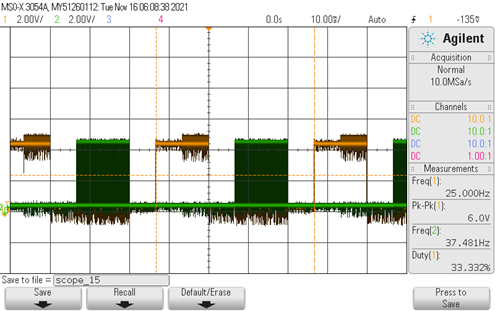 MSO-X 3054A, MY51260112: Tue Nov 16 06:08:38 2021
1 2.00V/ 2 2.00V/ 3 4 0.0s 10.00ms/ Auto 1 -135mV
Agilent
Acquisition
Normal
10.0MSa/s
Channels
DC 10.0:1
DC 10.0:1
DC 10.0:1
DC 1.00:1
Measurements
Freq(1):
25.000Hz
Pk-Pk(1):
6.0V
Freq(2):
37.481Hz
Duty(1):
33.332%
Save to file = scope_15
Save Recall Default/Erase Press to
Save